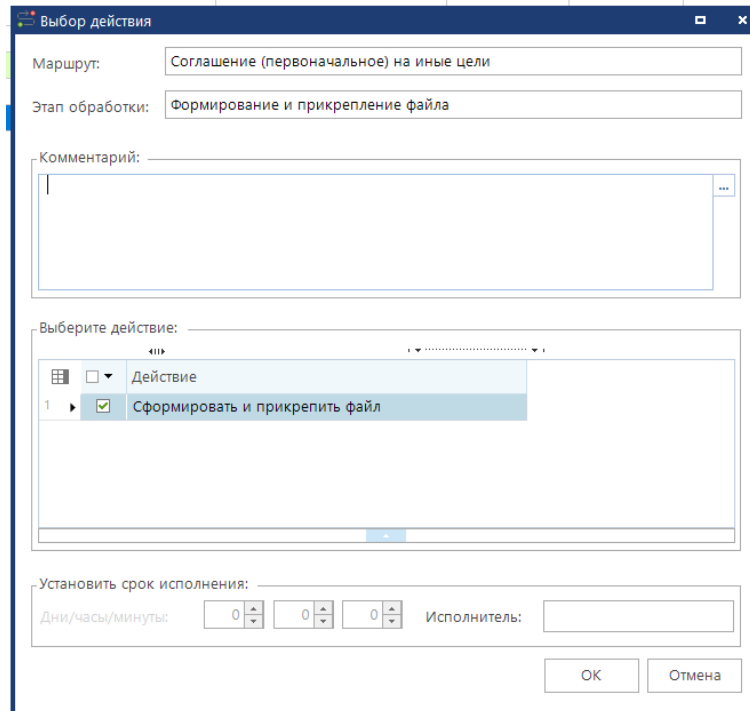 Выбор действия
Маршрут: Соглашение (первоначальное) на иные цели
Этап обработки: Формирование и прикрепление файла
Комментарий:
...
Выберите действие:
Действие
1 Сформировать и прикрепить файл
Установить срок исполнения:
Дни/часы/минуты: 0 0 0 Исполнитель:
ОК Отмена